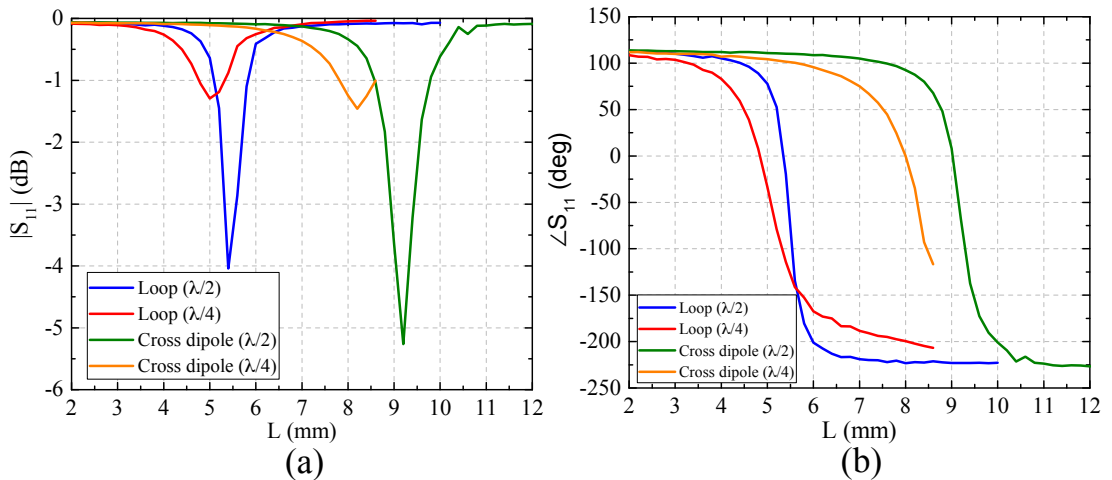 0
-1
-2
-3
-4
-5
-6
|S₁₁| (dB)
Loop (λ/2)
Loop (λ/4)
Cross dipole (λ/2)
Cross dipole (λ/4)
2 3 4 5 6 7 8 9 10 11 12
L (mm)
(a)
150
100
50
0
-50
-100
-150
-200
-250
∠S₁₁ (deg)
Loop (λ/2)
Loop (λ/4)
Cross dipole (λ/2)
Cross dipole (λ/4)
2 3 4 5 6 7 8 9 10 11 12
L (mm)
(b)